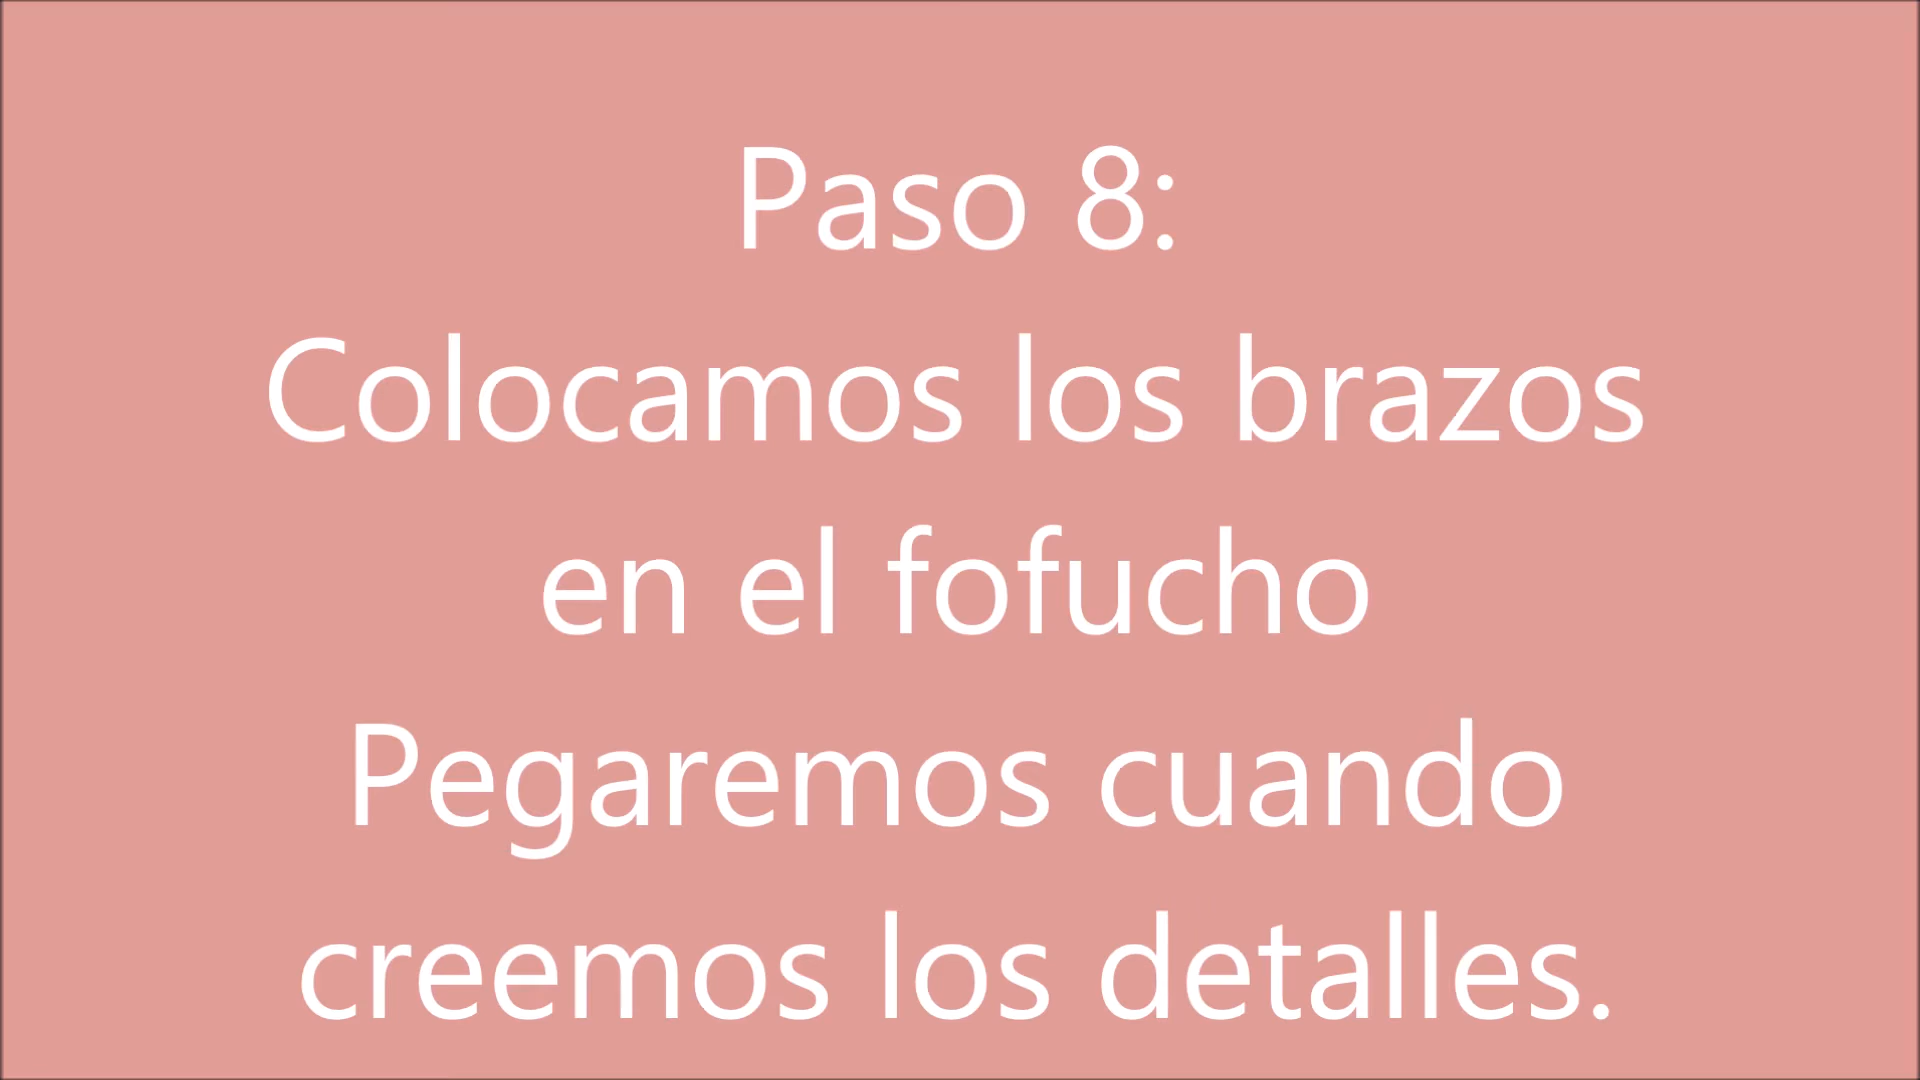 Paso 8:
Colocamos los brazos
en el fofucho
Pegaremos cuando
creemos los detalles.